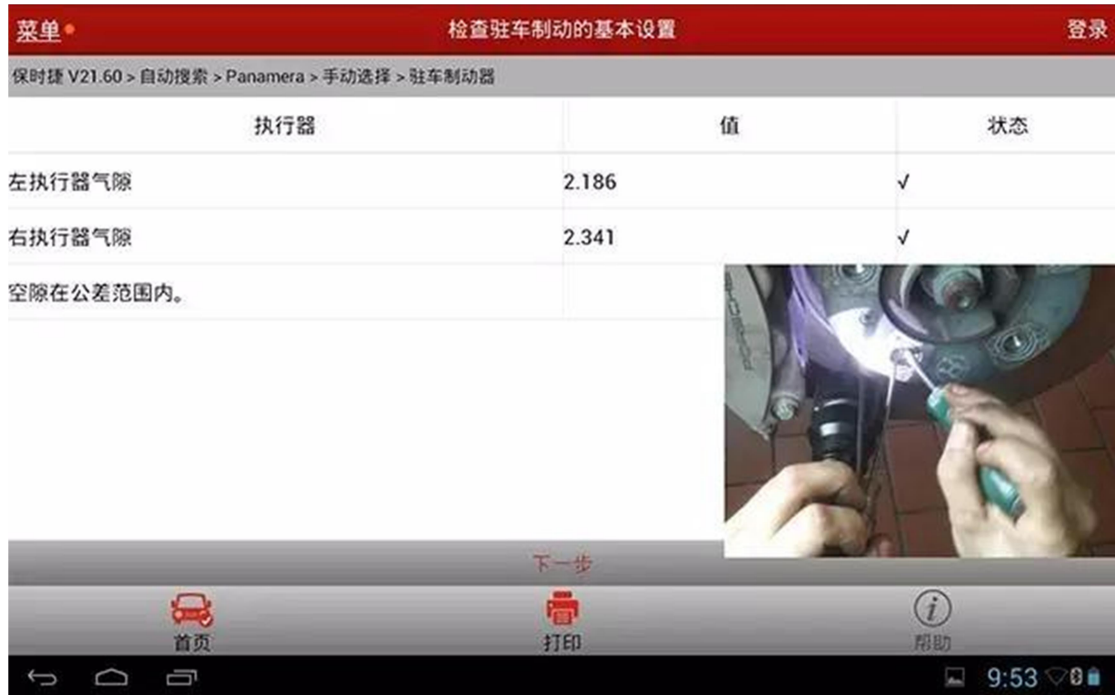 菜单
检查驻车制动的基本设置
登录
保时捷 V21.60 > 自动搜索 > Panamera > 手动选择 > 驻车制动器
执行器 值 状态
左执行器气隙 2.186 √
右执行器气隙 2.341 √
空隙在公差范围内。
下一步
首页 打印 帮助
9:53